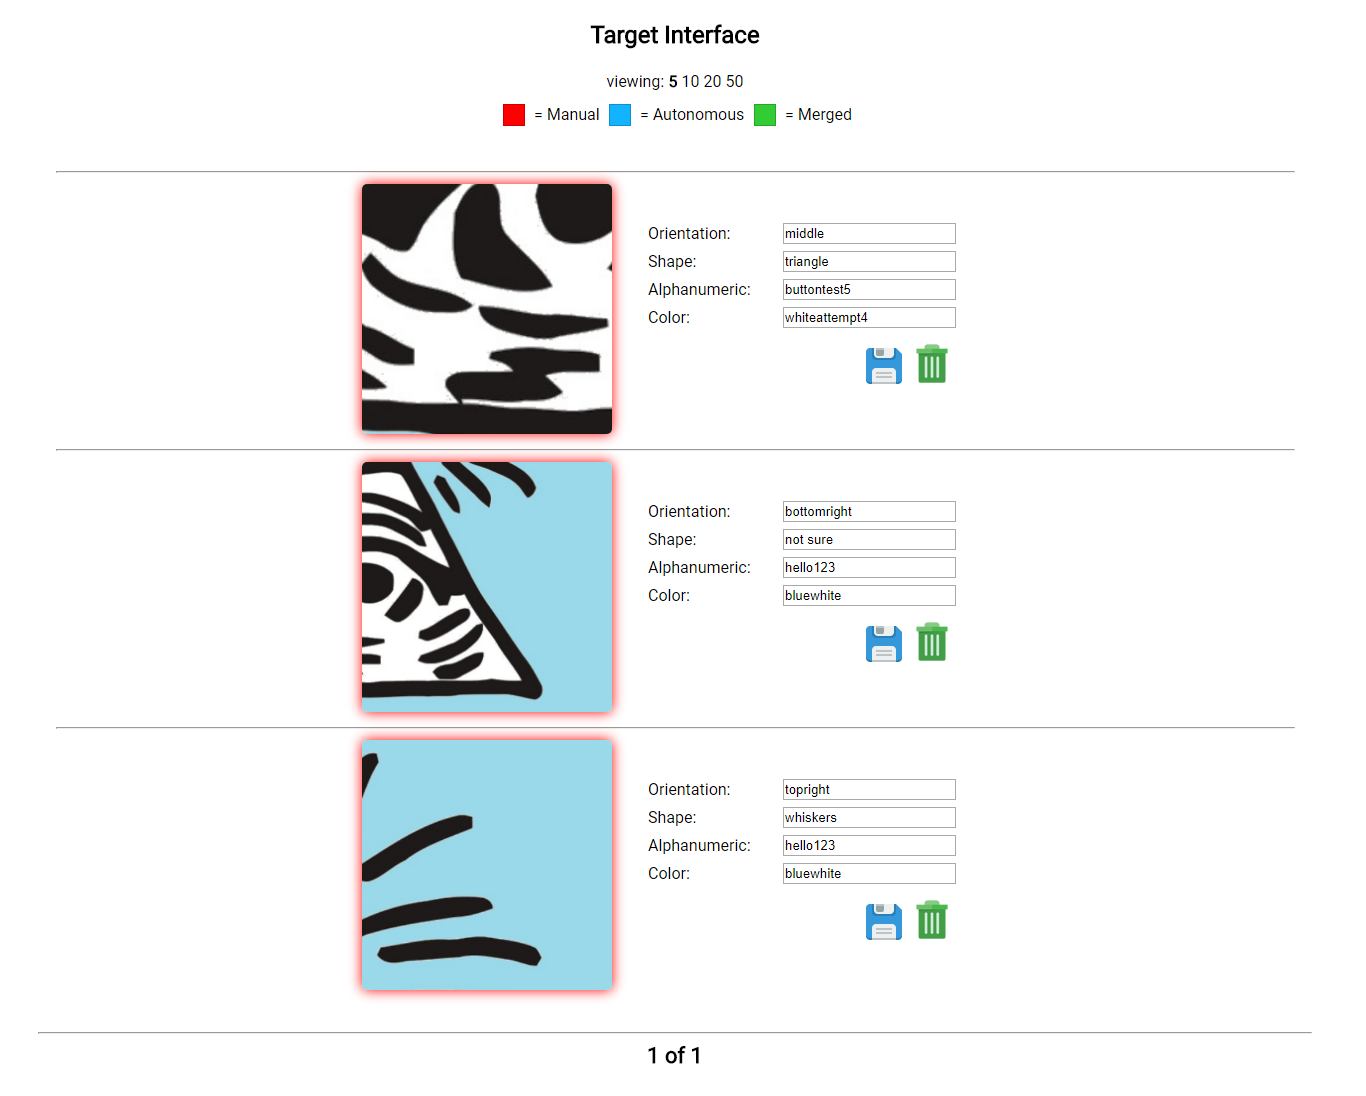 Target Interface
viewing: 5 10 20 50
= Manual = Autonomous = Merged
Orientation: middle
Shape: triangle
Alphanumeric: buttontest5
Color: whiteattempt4
Orientation: bottomright
Shape: not sure
Alphanumeric: hello123
Color: bluewhite
Orientation: topright
Shape: whiskers
Alphanumeric: hello123
Color: bluewhite
1 of 1